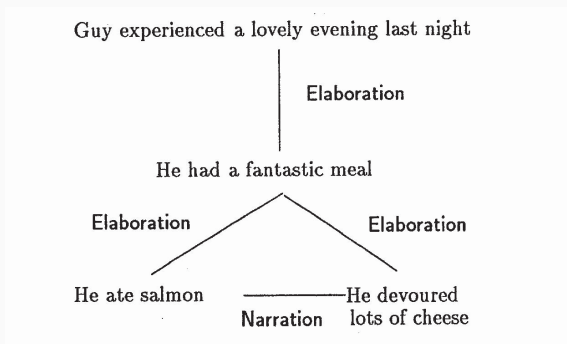 Guy experienced a lovely evening last night
Elaboration
He had a fantastic meal
Elaboration
Elaboration
He ate salmon
He devoured
Narration
lots of cheese